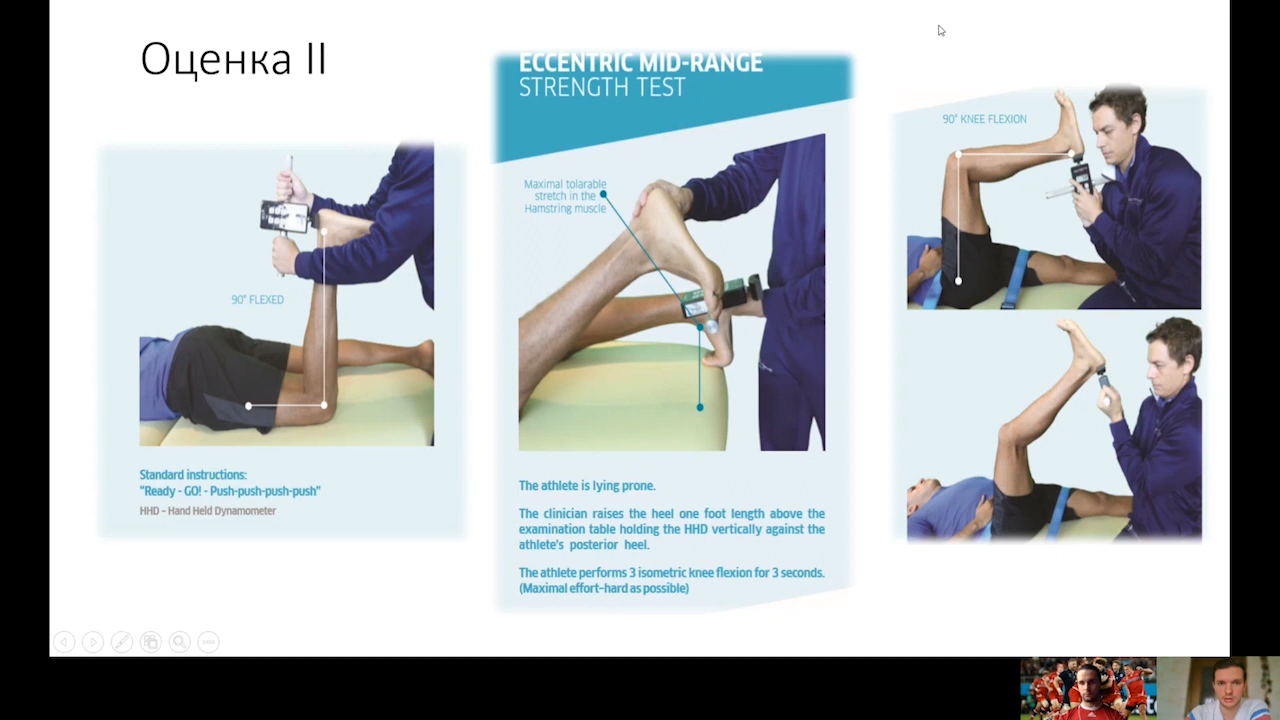 Оценка II
90° FLEXED
Standard instructions:
"Ready - GO! - Push-push-push-push"
HHD - Hand Held Dynamometer
ECCENTRIC MID-RANGE
STRENGTH TEST
Maximal tolarable
stretch in the
Hamstring muscle
The athlete is lying prone.
The clinician raises the heel one foot length above the
examination table holding the HHD vertically against the
athlete's posterior heel.
The athlete performs 3 isometric knee flexion for 3 seconds.
(Maximal effort-hard as possible)
90° KNEE FLEXION